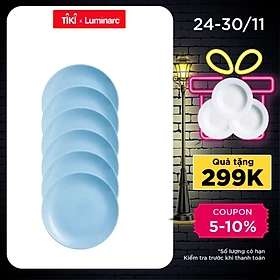 TIKI x Luminarc
24-30/11
Quà tặng
299K
COUPON
5-10%
*Số lượng có hạn
Kiểm tra trước khi thanh toán